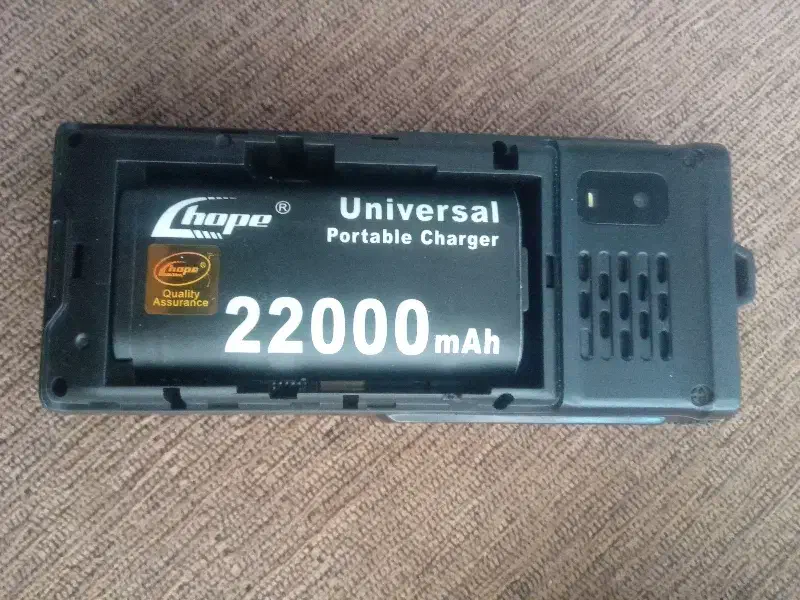 Chope®
Universal
Portable Charger
Chope®
Quality
Assurance
22000mAh